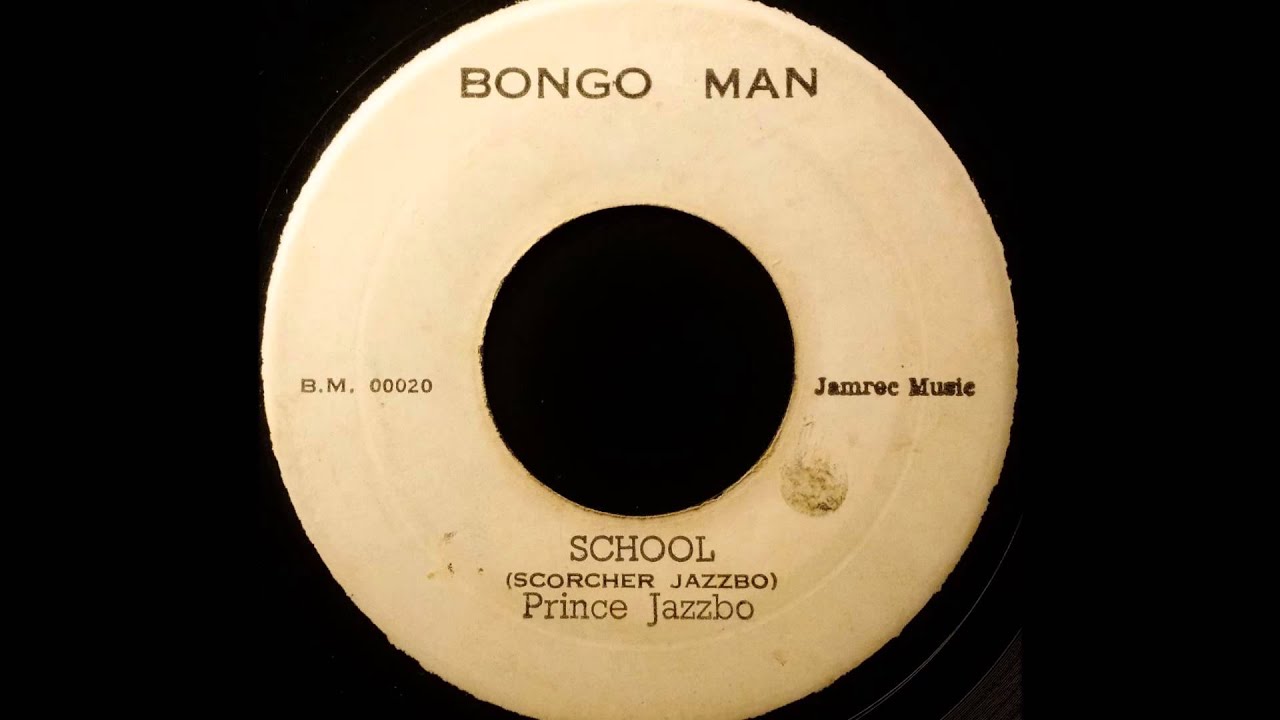 BONGO MAN
B.M. 00020
Jamrec Music
SCHOOL
(SCORCHER JAZZBO)
Prince Jazzbo